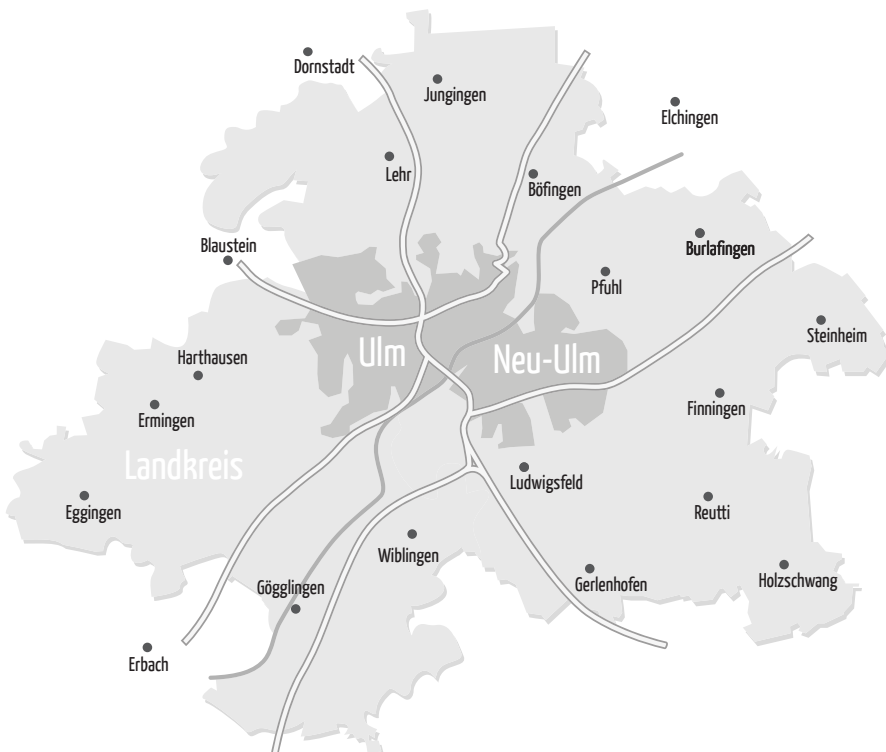 Dornstadt
Jungingen
Elchingen
Lehr
Böfingen
Blaustein
Burlafingen
Pfuhl
Steinheim
Ulm
Neu-Ulm
Harthausen
Finningen
Ermingen
Landkreis
Ludwigsfeld
Eggingen
Reutti
Wiblingen
Gerlenhofen
Holzschwang
Gögglingen
Erbach